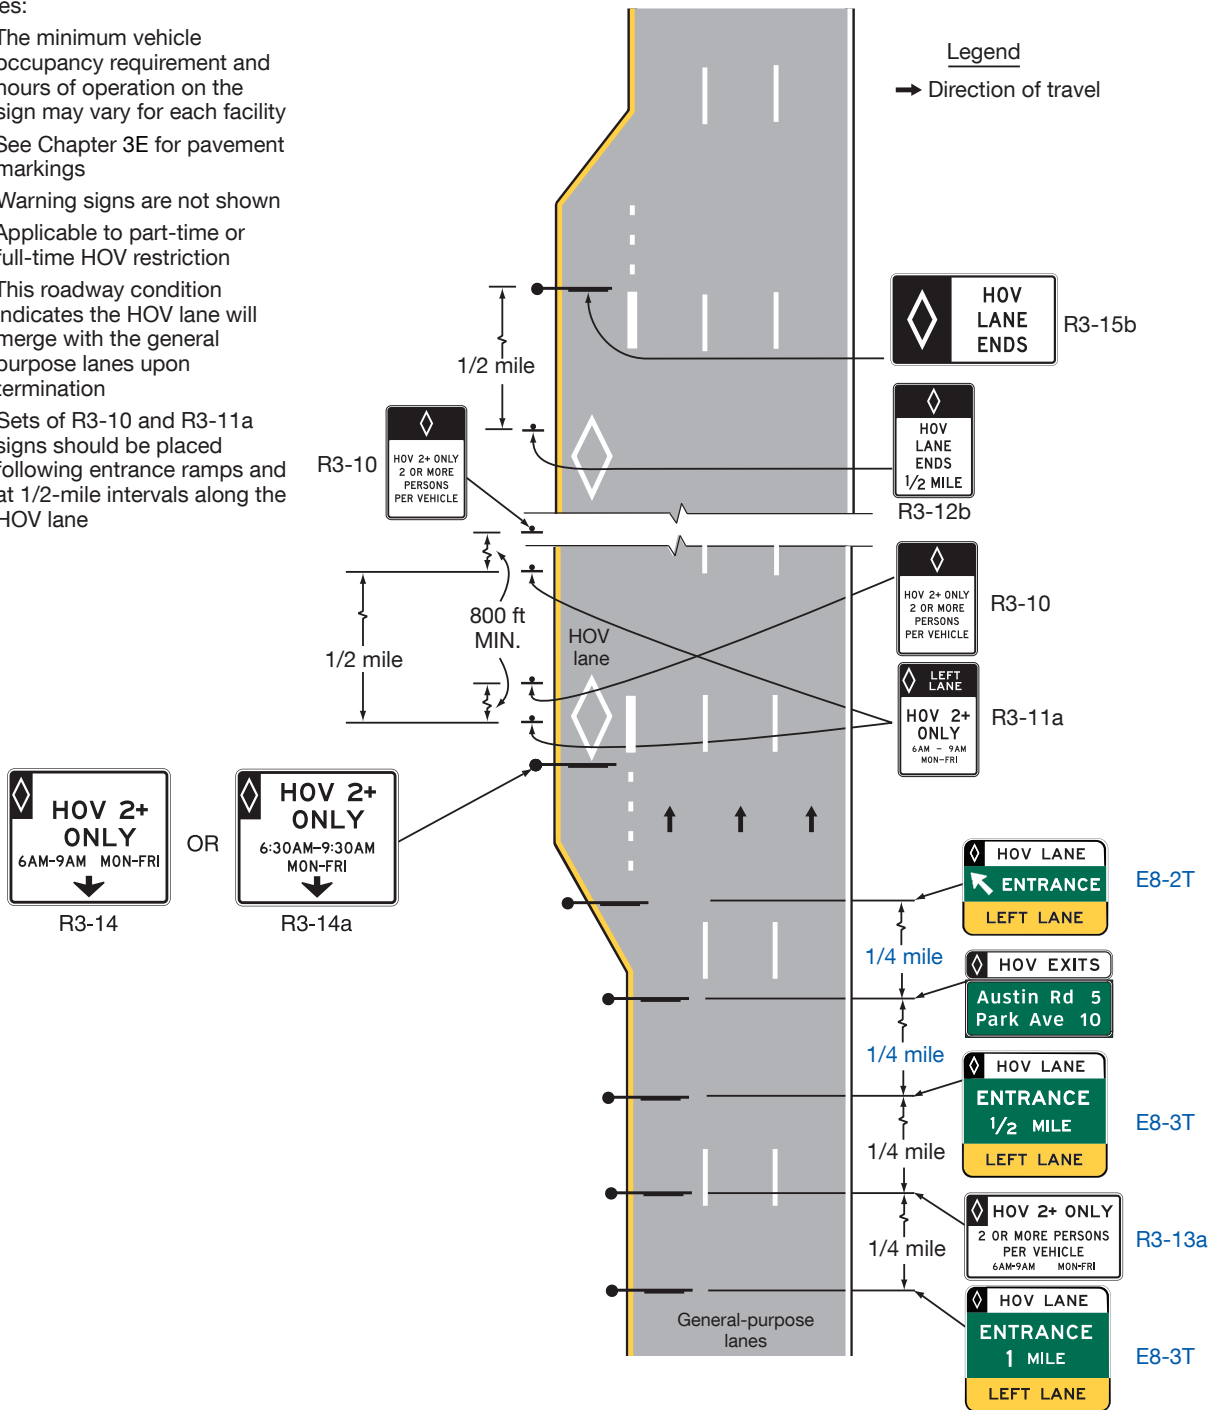 es:
The minimum vehicle
occupancy requirement and
hours of operation on the
sign may vary for each facility
See Chapter 3E for pavement
markings
Warning signs are not shown
Applicable to part-time or
full-time HOV restriction
This roadway condition
indicates the HOV lane will
merge with the general
purpose lanes upon
termination
Sets of R3-10 and R3-11a
signs should be placed
following entrance ramps and
at 1/2-mile intervals along the
HOV lane
Legend
Direction of travel
HOV
LANE
ENDS
R3-15b
1/2 mile
HOV
LANE
ENDS
1/2 MILE
R3-12b
R3-10
HOV 2+ ONLY
2 OR MORE
PERSONS
PER VEHICLE
HOV 2+ ONLY
2 OR MORE
PERSONS
PER VEHICLE
R3-10
800 ft
MIN.
1/2 mile
HOV
lane
LEFT
LANE
HOV 2+
ONLY
6AM - 9AM
MON-FRI
R3-11a
HOV 2+
ONLY
6AM-9AM MON-FRI
R3-14
OR
HOV 2+
ONLY
6:30AM-9:30AM
MON-FRI
R3-14a
HOV LANE
ENTRANCE
LEFT LANE
E8-2T
1/4 mile
HOV EXITS
Austin Rd 5
Park Ave 10
1/4 mile
HOV LANE
ENTRANCE
1/2 MILE
LEFT LANE
E8-3T
1/4 mile
HOV 2+ ONLY
2 OR MORE PERSONS
PER VEHICLE
6AM-9AM MON-FRI
R3-13a
1/4 mile
HOV LANE
ENTRANCE
1 MILE
LEFT LANE
E8-3T
General-purpose
lanes